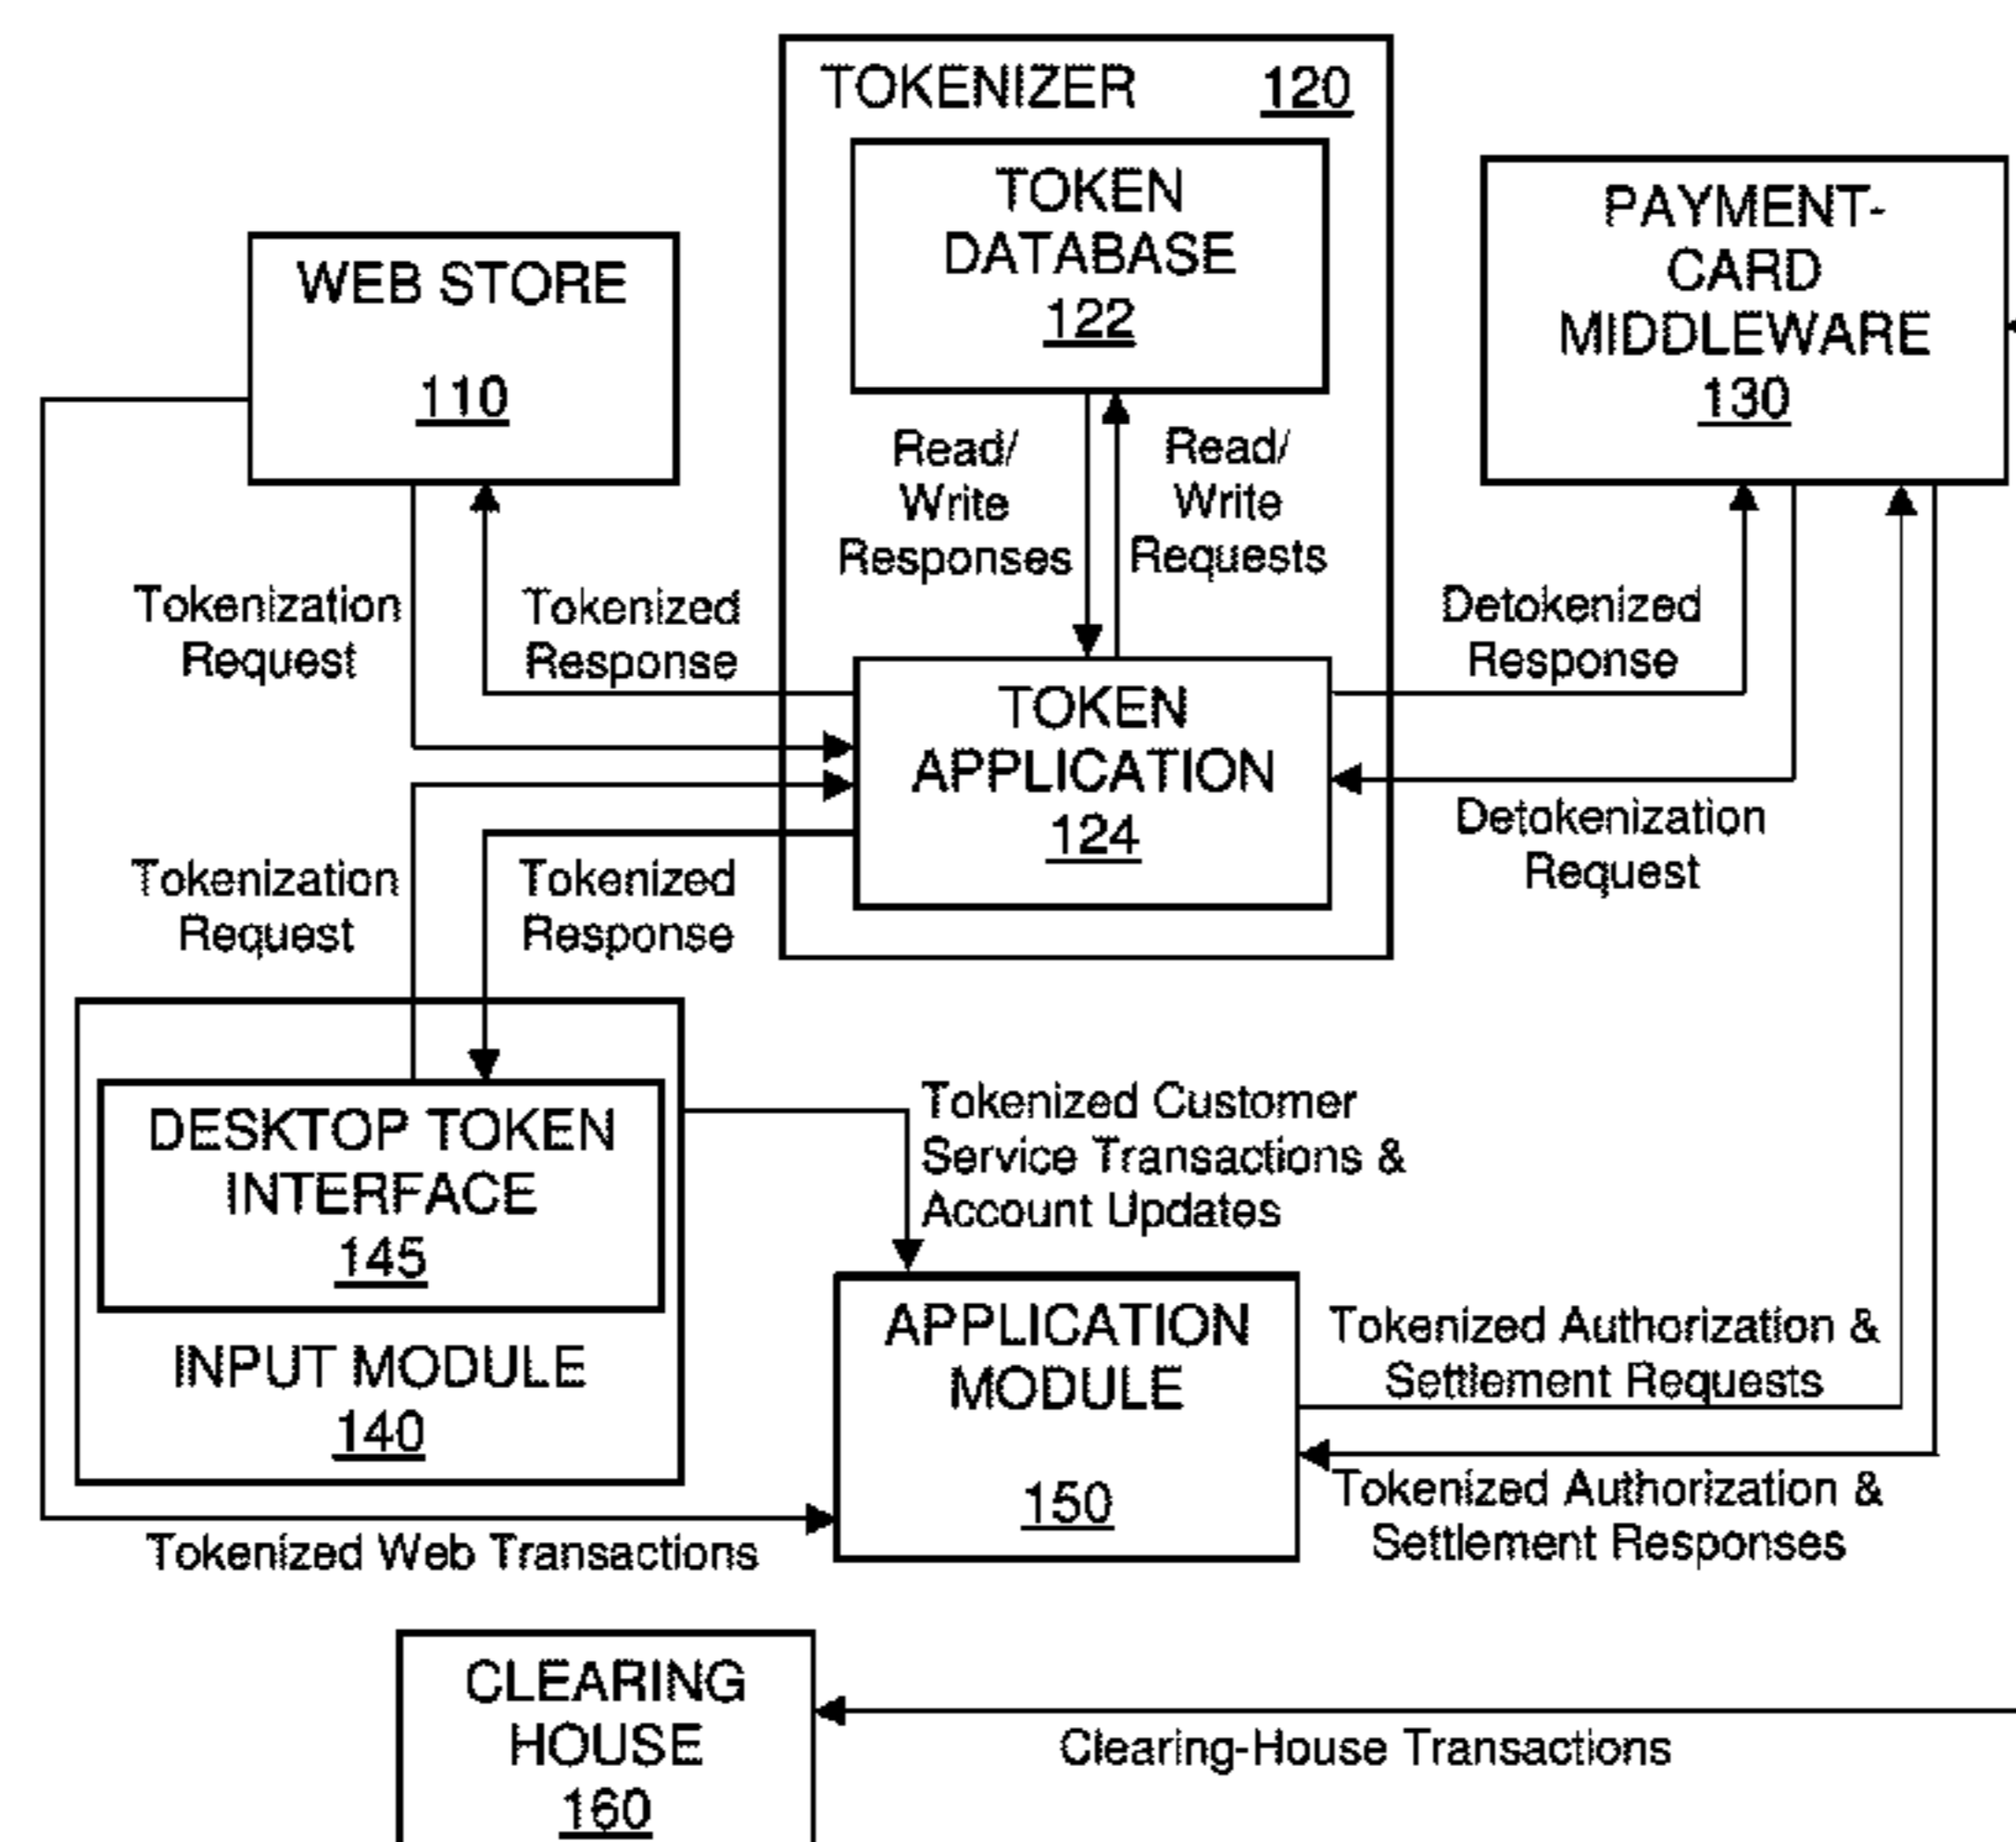 TOKENIZER 120
TOKEN
DATABASE
122
PAYMENT-
CARD
MIDDLEWARE
130
WEB STORE
110
Read/
Write
Responses
Read/
Write
Requests
Tokenization
Request
Tokenized
Response
Detokenized
Response
TOKEN
APPLICATION
124
Detokenization
Request
Tokenization
Request
Tokenized
Response
DESKTOP TOKEN
INTERFACE
145
INPUT MODULE
140
Tokenized Customer
Service Transactions &
Account Updates
APPLICATION
MODULE
150
Tokenized Authorization &
Settlement Requests
Tokenized Authorization &
Settlement Responses
Tokenized Web Transactions
CLEARING
HOUSE
160
Clearing-House Transactions